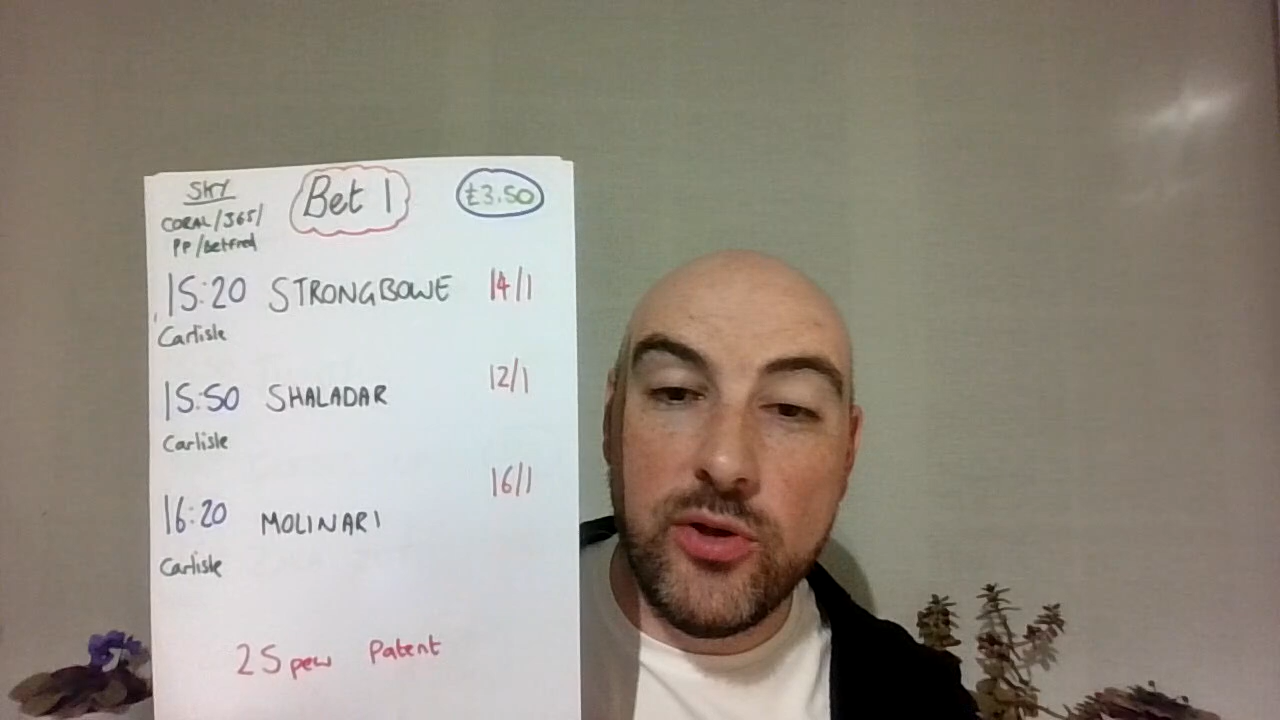 SKY Bet 1 £3.50
CORAL/365/
PP/Betfred
15:20 STRONGBOWE 14/1
Carlisle
15:50 SHALADAR 12/1
Carlisle
16:20 MOLINARI 16/1
Carlisle
25pew Patent